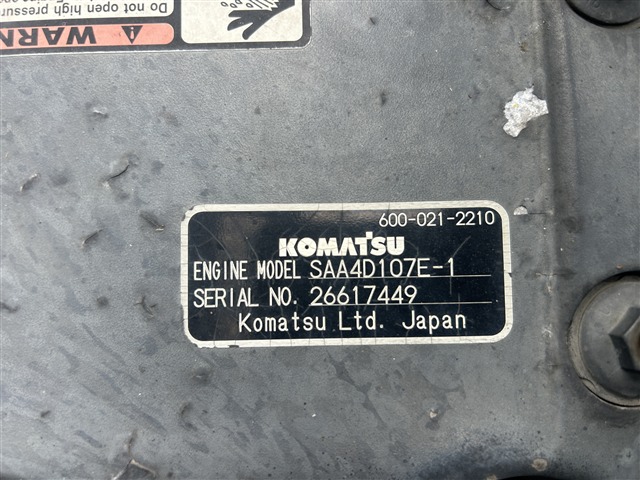 Do not open high pressure
WARN
600-021-2210
KOMATSU
ENGINE MODEL SAA4D107E-1
SERIAL NO. 26617449
Komatsu Ltd. Japan